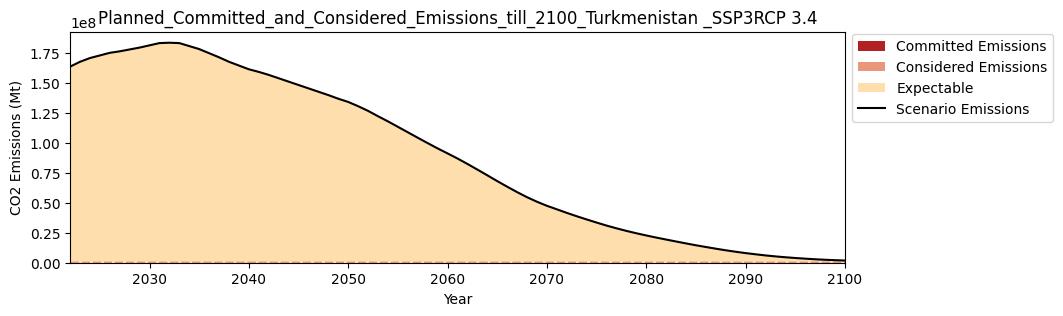 Planned_Committed_and_Considered_Emissions_till_2100_Turkmenistan _SSP3RCP 3.4
1e8
Committed Emissions
Considered Emissions
Expectable
Scenario Emissions
CO2 Emissions (Mt)
1.75
1.50
1.25
1.00
0.75
0.50
0.25
0.00
2030 2040 2050 2060 2070 2080 2090 2100
Year